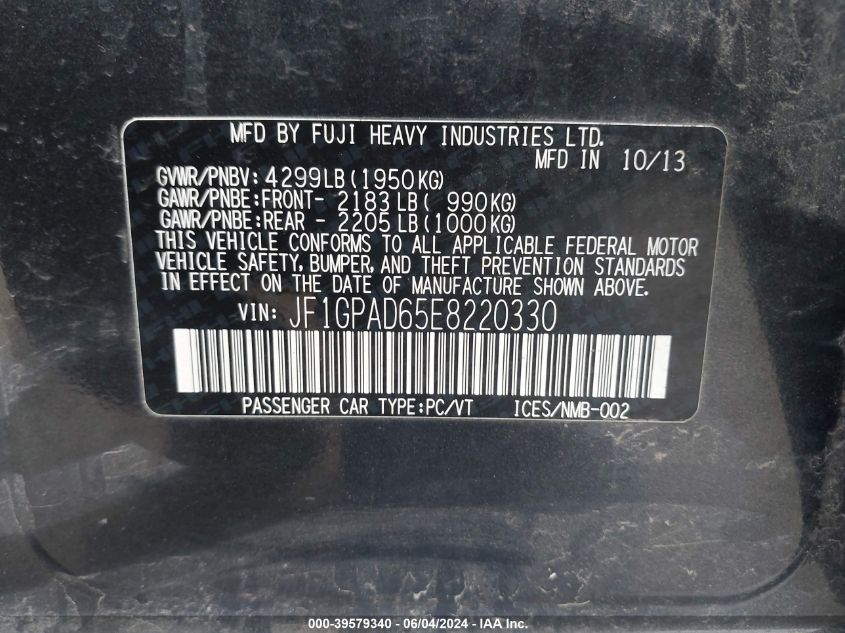 MFD BY FUJI HEAVY INDUSTRIES LTD.
MFD IN 10/13
GVWR/PNBV: 4299LB(1950KG)
GAWR/PNBE:FRONT- 2183LB( 990KG)
GAWR/PNBE:REAR - 2205LB(1000KG)
THIS VEHICLE CONFORMS TO ALL APPLICABLE FEDERAL MOTOR
VEHICLE SAFETY, BUMPER, AND THEFT PREVENTION STANDARDS
IN EFFECT ON THE DATE OF MANUFACTURE SHOWN ABOVE.
VIN: JF1GPAD65E8220330
PASSENGER CAR TYPE:PC/VT ICES/NMB-002
000-39579340 - 06/04/2024 - IAA Inc.